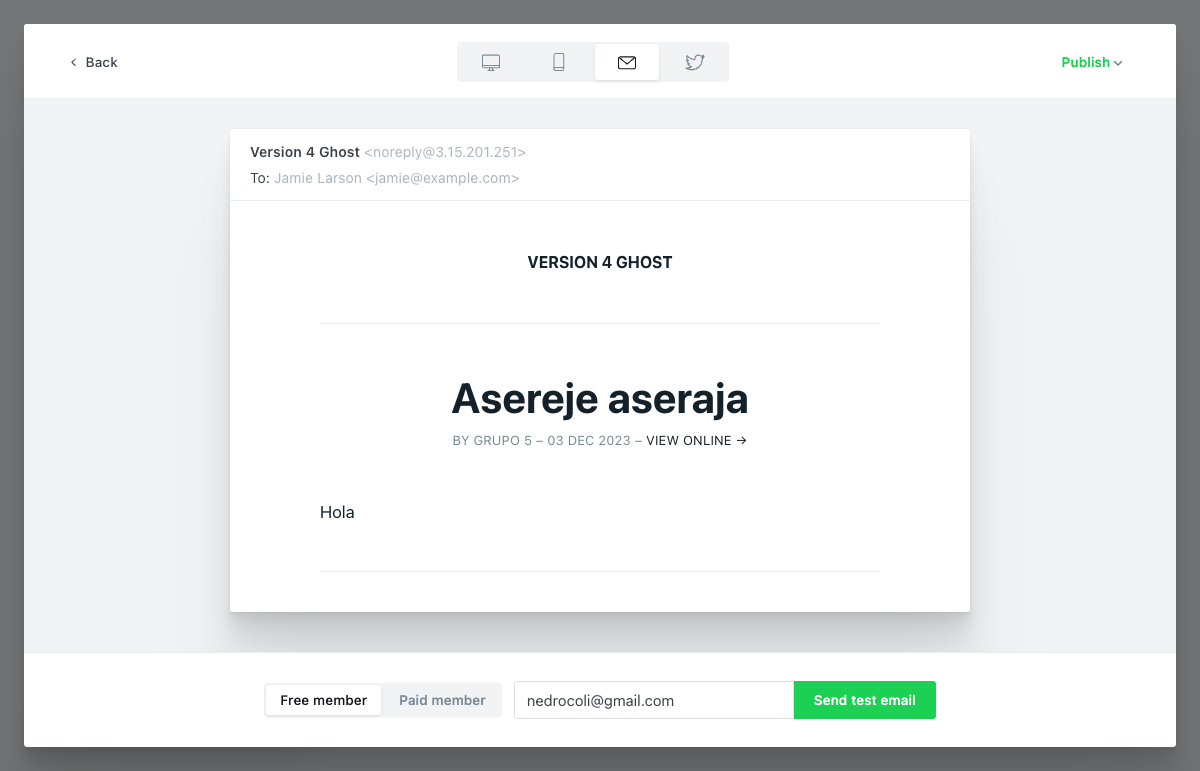 Back
Publish
Version 4 Ghost <noreply@3.15.201.251>
To: Jamie Larson <jamie@example.com>
VERSION 4 GHOST
Asereje aseraja
BY GRUPO 5 – 03 DEC 2023 – VIEW ONLINE →
Hola
Free member
Paid member
nedrocoli@gmail.com
Send test email